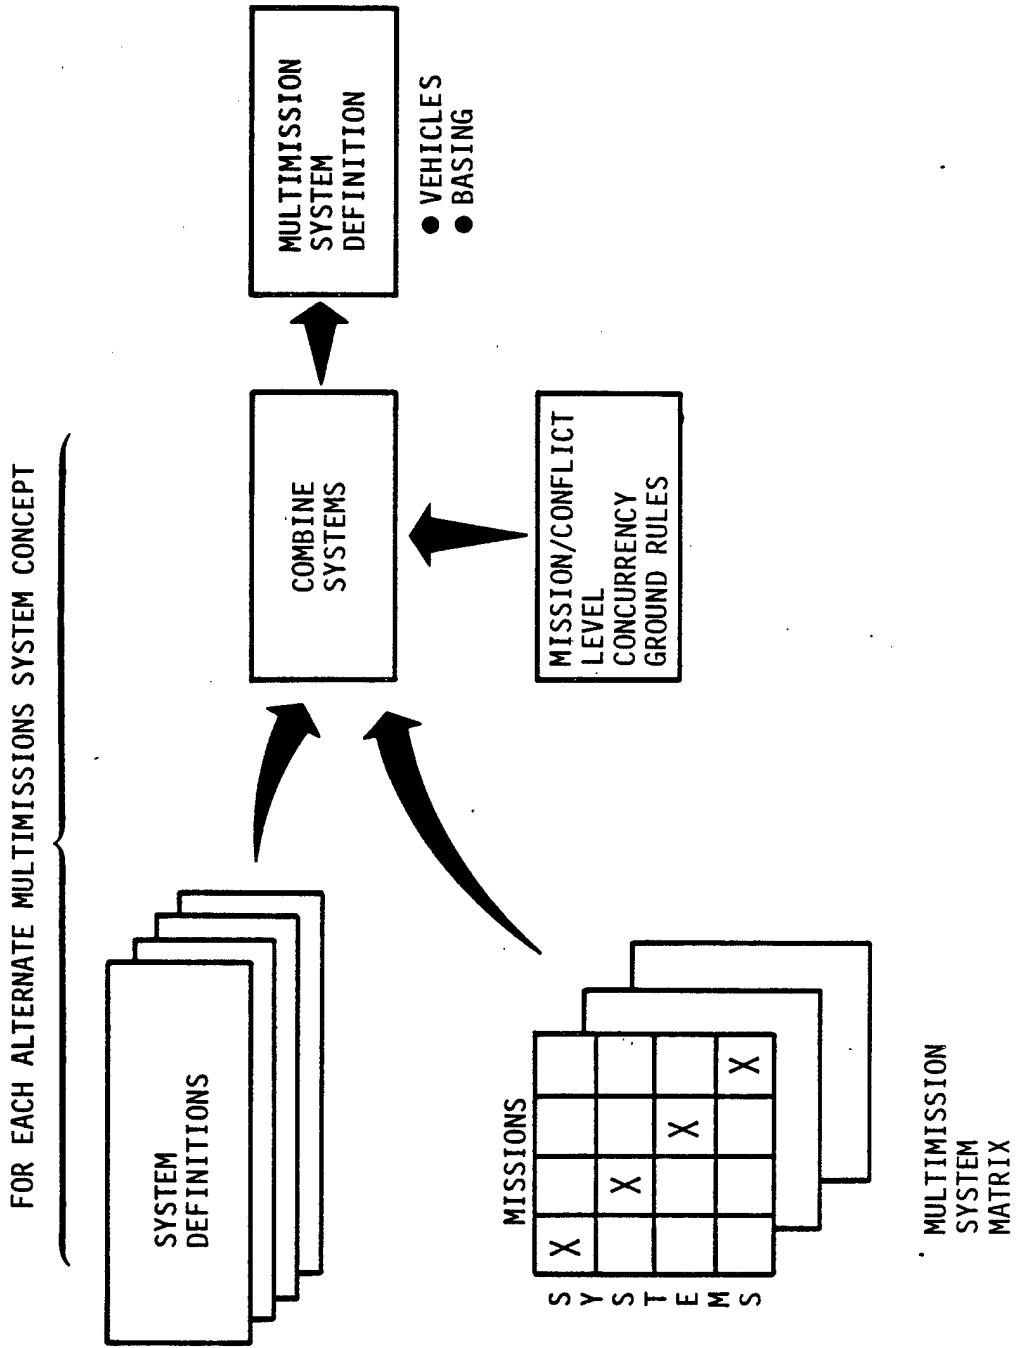 FOR EACH ALTERNATE MULTIMISSIONS SYSTEM CONCEPT
SYSTEM
DEFINITIONS
COMBINE
SYSTEMS
MULTIMISSION
SYSTEM
DEFINITION
● VEHICLES
● BASING
MISSION/CONFLICT
LEVEL
CONCURRENCY
GROUND RULES
MISSIONS
S
Y
S
T
E
M
S
X
X
X
X
MULTIMISSION
SYSTEM
MATRIX